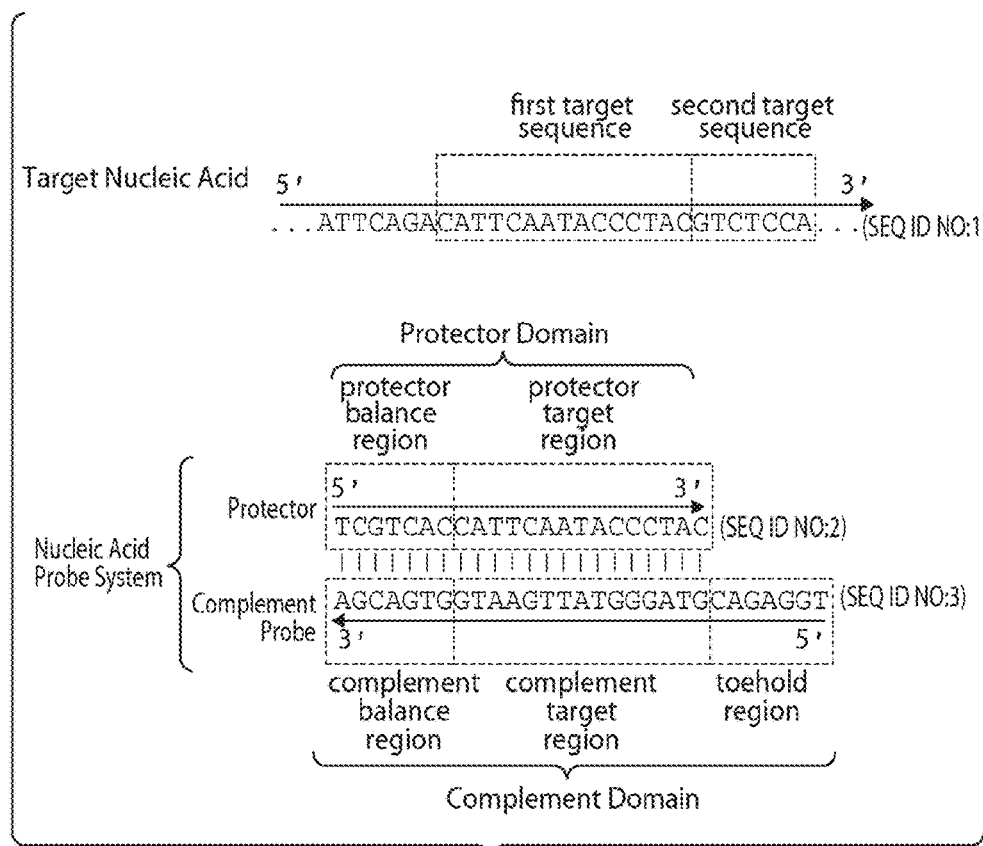 first target sequence
second target sequence
Target Nucleic Acid
5' 3'
...ATTCAGACATTCAATACCCTACGTCTCCA... (SEQ ID NO:1
Protector Domain
protector balance region
protector target region
Nucleic Acid Probe System
Protector
5' 3'
TCGTCACCATTCAATACCCTAC (SEQ ID NO:2)
Complement Probe
AGCAGTGGTAAGTTATGGGATGCAGAGGT (SEQ ID NO:3)
3' 5'
complement balance region
complement target region
toehold region
Complement Domain